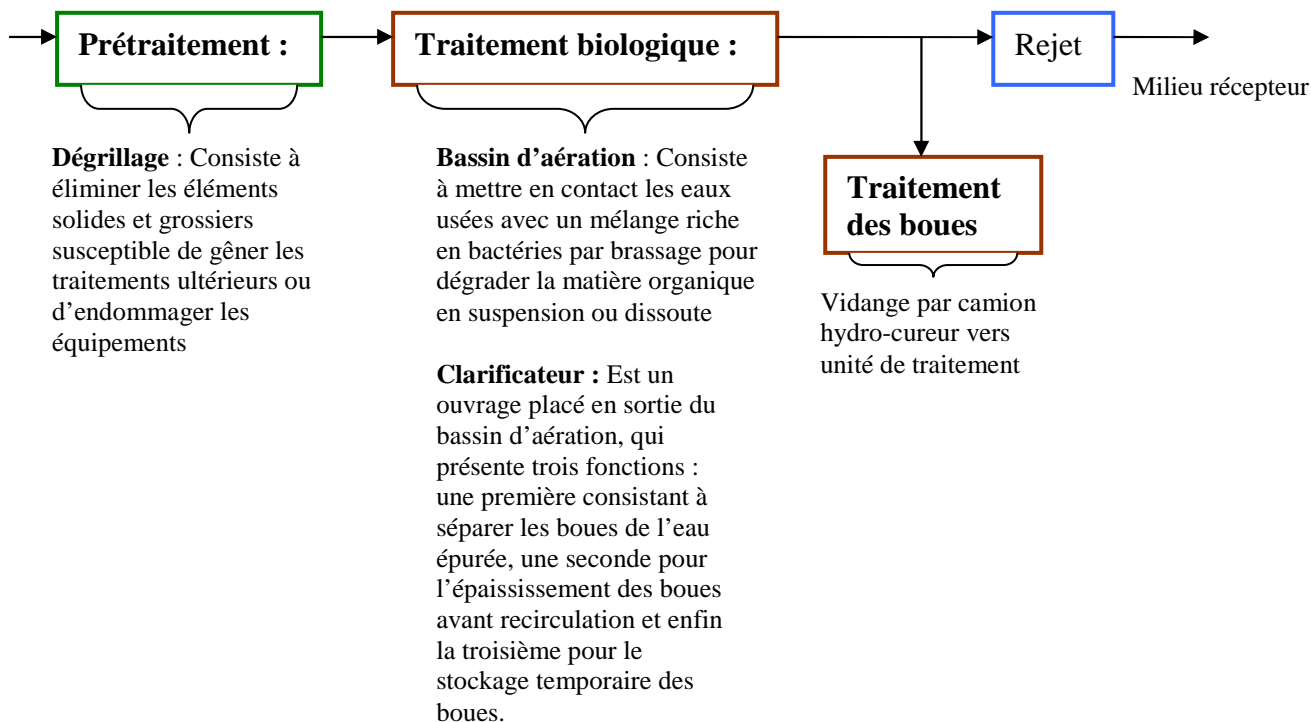 Prétraitement :
Traitement biologique :
Rejet
Milieu récepteur
Dégrillage : Consiste à
éliminer les éléments
solides et grossiers
susceptible de gêner les
traitements ultérieurs ou
d’endommager les
équipements
Bassin d’aération : Consiste
à mettre en contact les eaux
usées avec un mélange riche
en bactéries par brassage pour
dégrader la matière organique
en suspension ou dissoute
Clarificateur : Est un
ouvrage placé en sortie du
bassin d’aération, qui
présente trois fonctions :
une première consistant à
séparer les boues de l’eau
épurée, une seconde pour
l’épaississement des boues
avant recirculation et enfin
la troisième pour le
stockage temporaire des
boues.
Traitement
des boues
Vidange par camion
hydro-cureur vers
unité de traitement